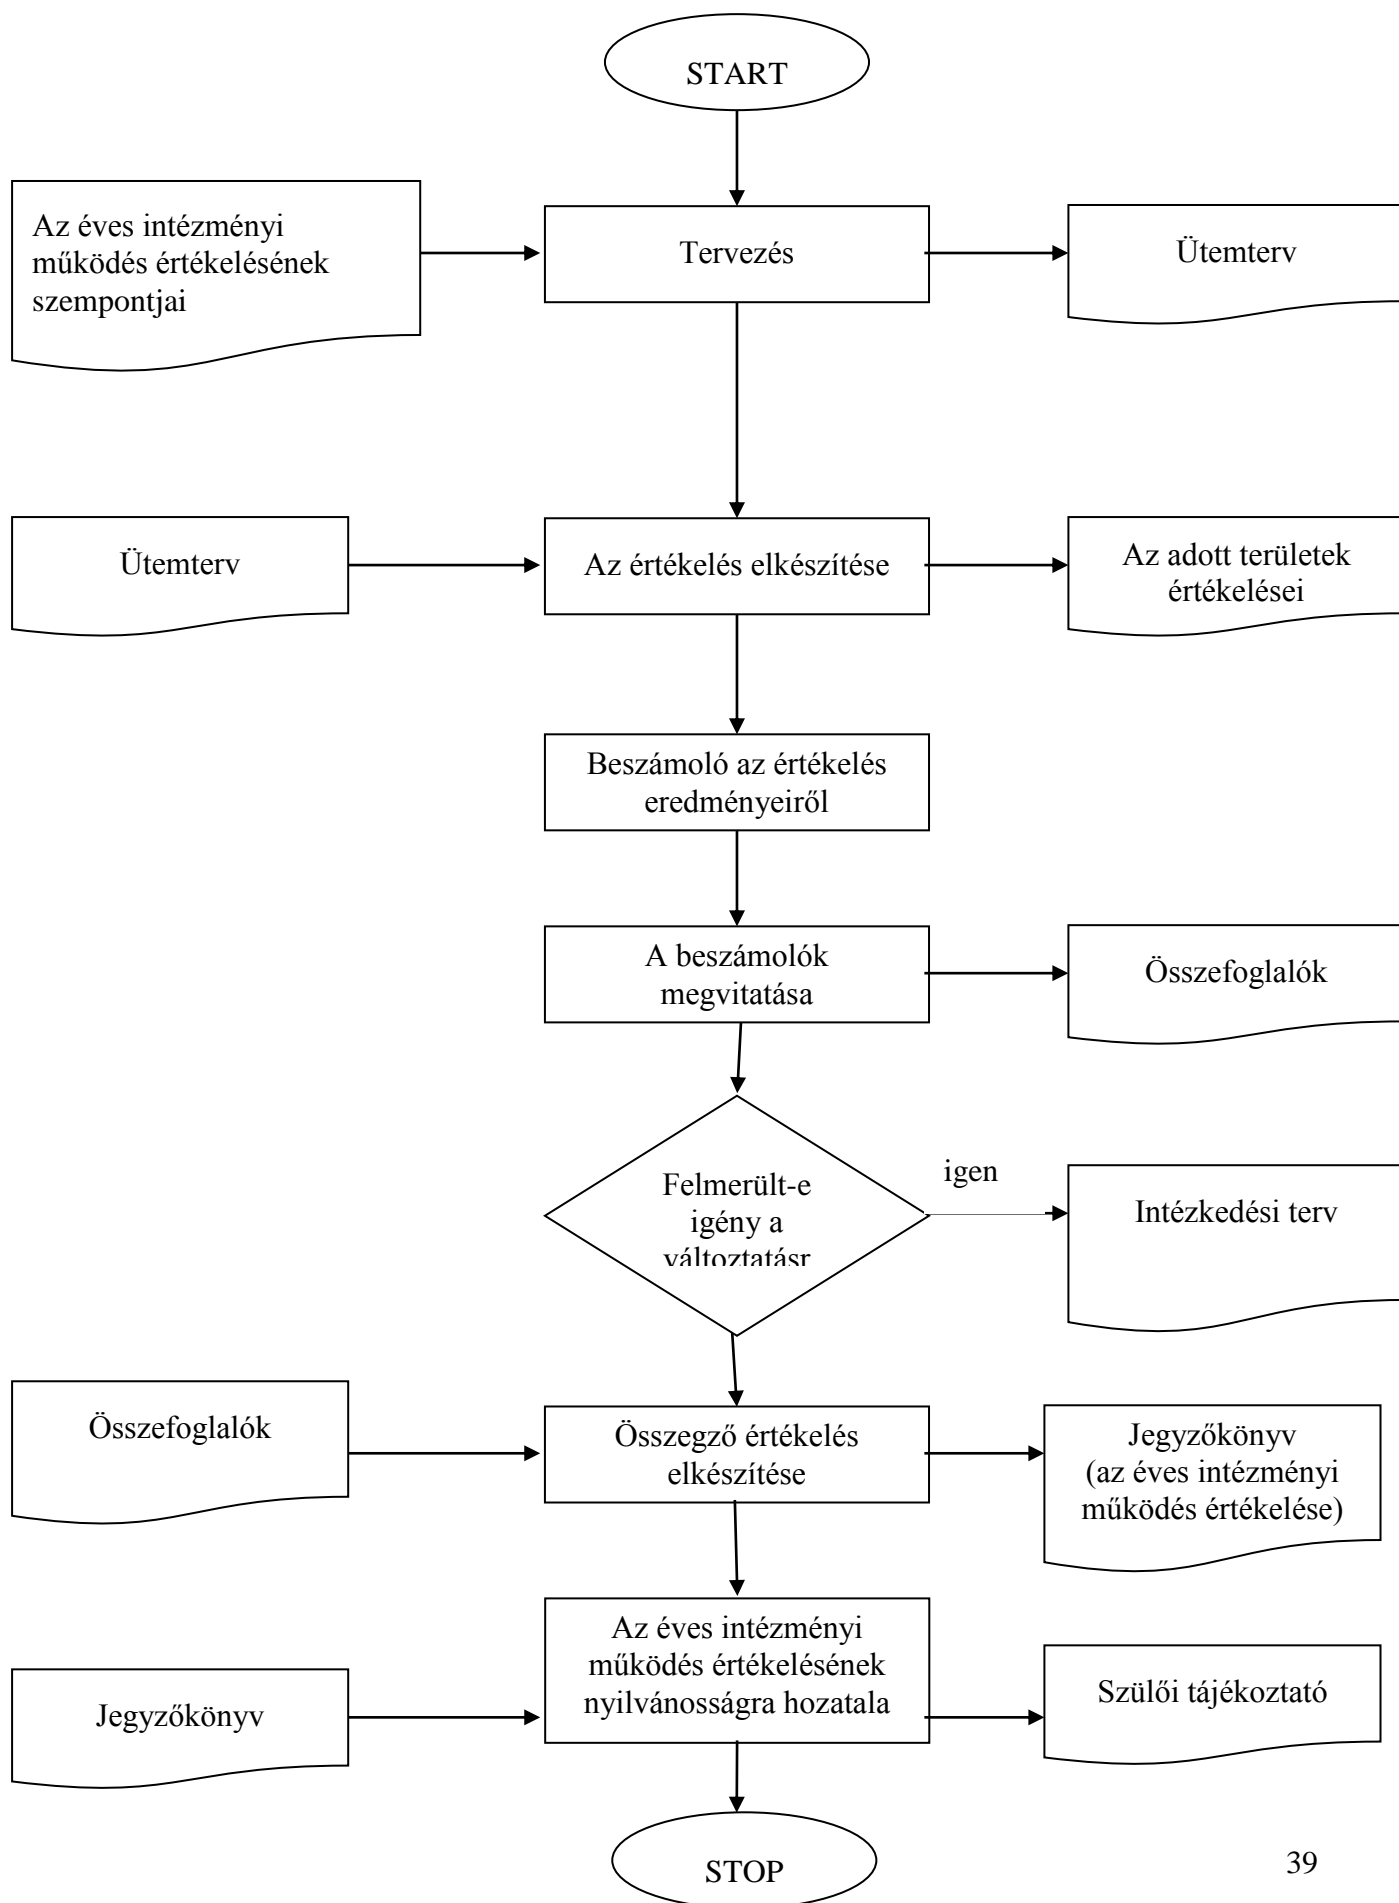 START
Az éves intézményi
működés értékelésének
szempontjai
Tervezés
Ütemterv
Ütemterv
Az értékelés elkészítése
Az adott területek
értékelései
Beszámoló az értékelés
eredményeiről
A beszámolók
megvitatása
Összefoglalók
Felmerült-e
igény a
változtatásr
igen
Intézkedési terv
Összefoglalók
Összegző értékelés
elkészítése
Jegyzőkönyv
(az éves intézményi
működés értékelése)
Jegyzőkönyv
Az éves intézményi
működés értékelésének
nyilvánosságra hozatala
Szülői tájékoztató
STOP
39